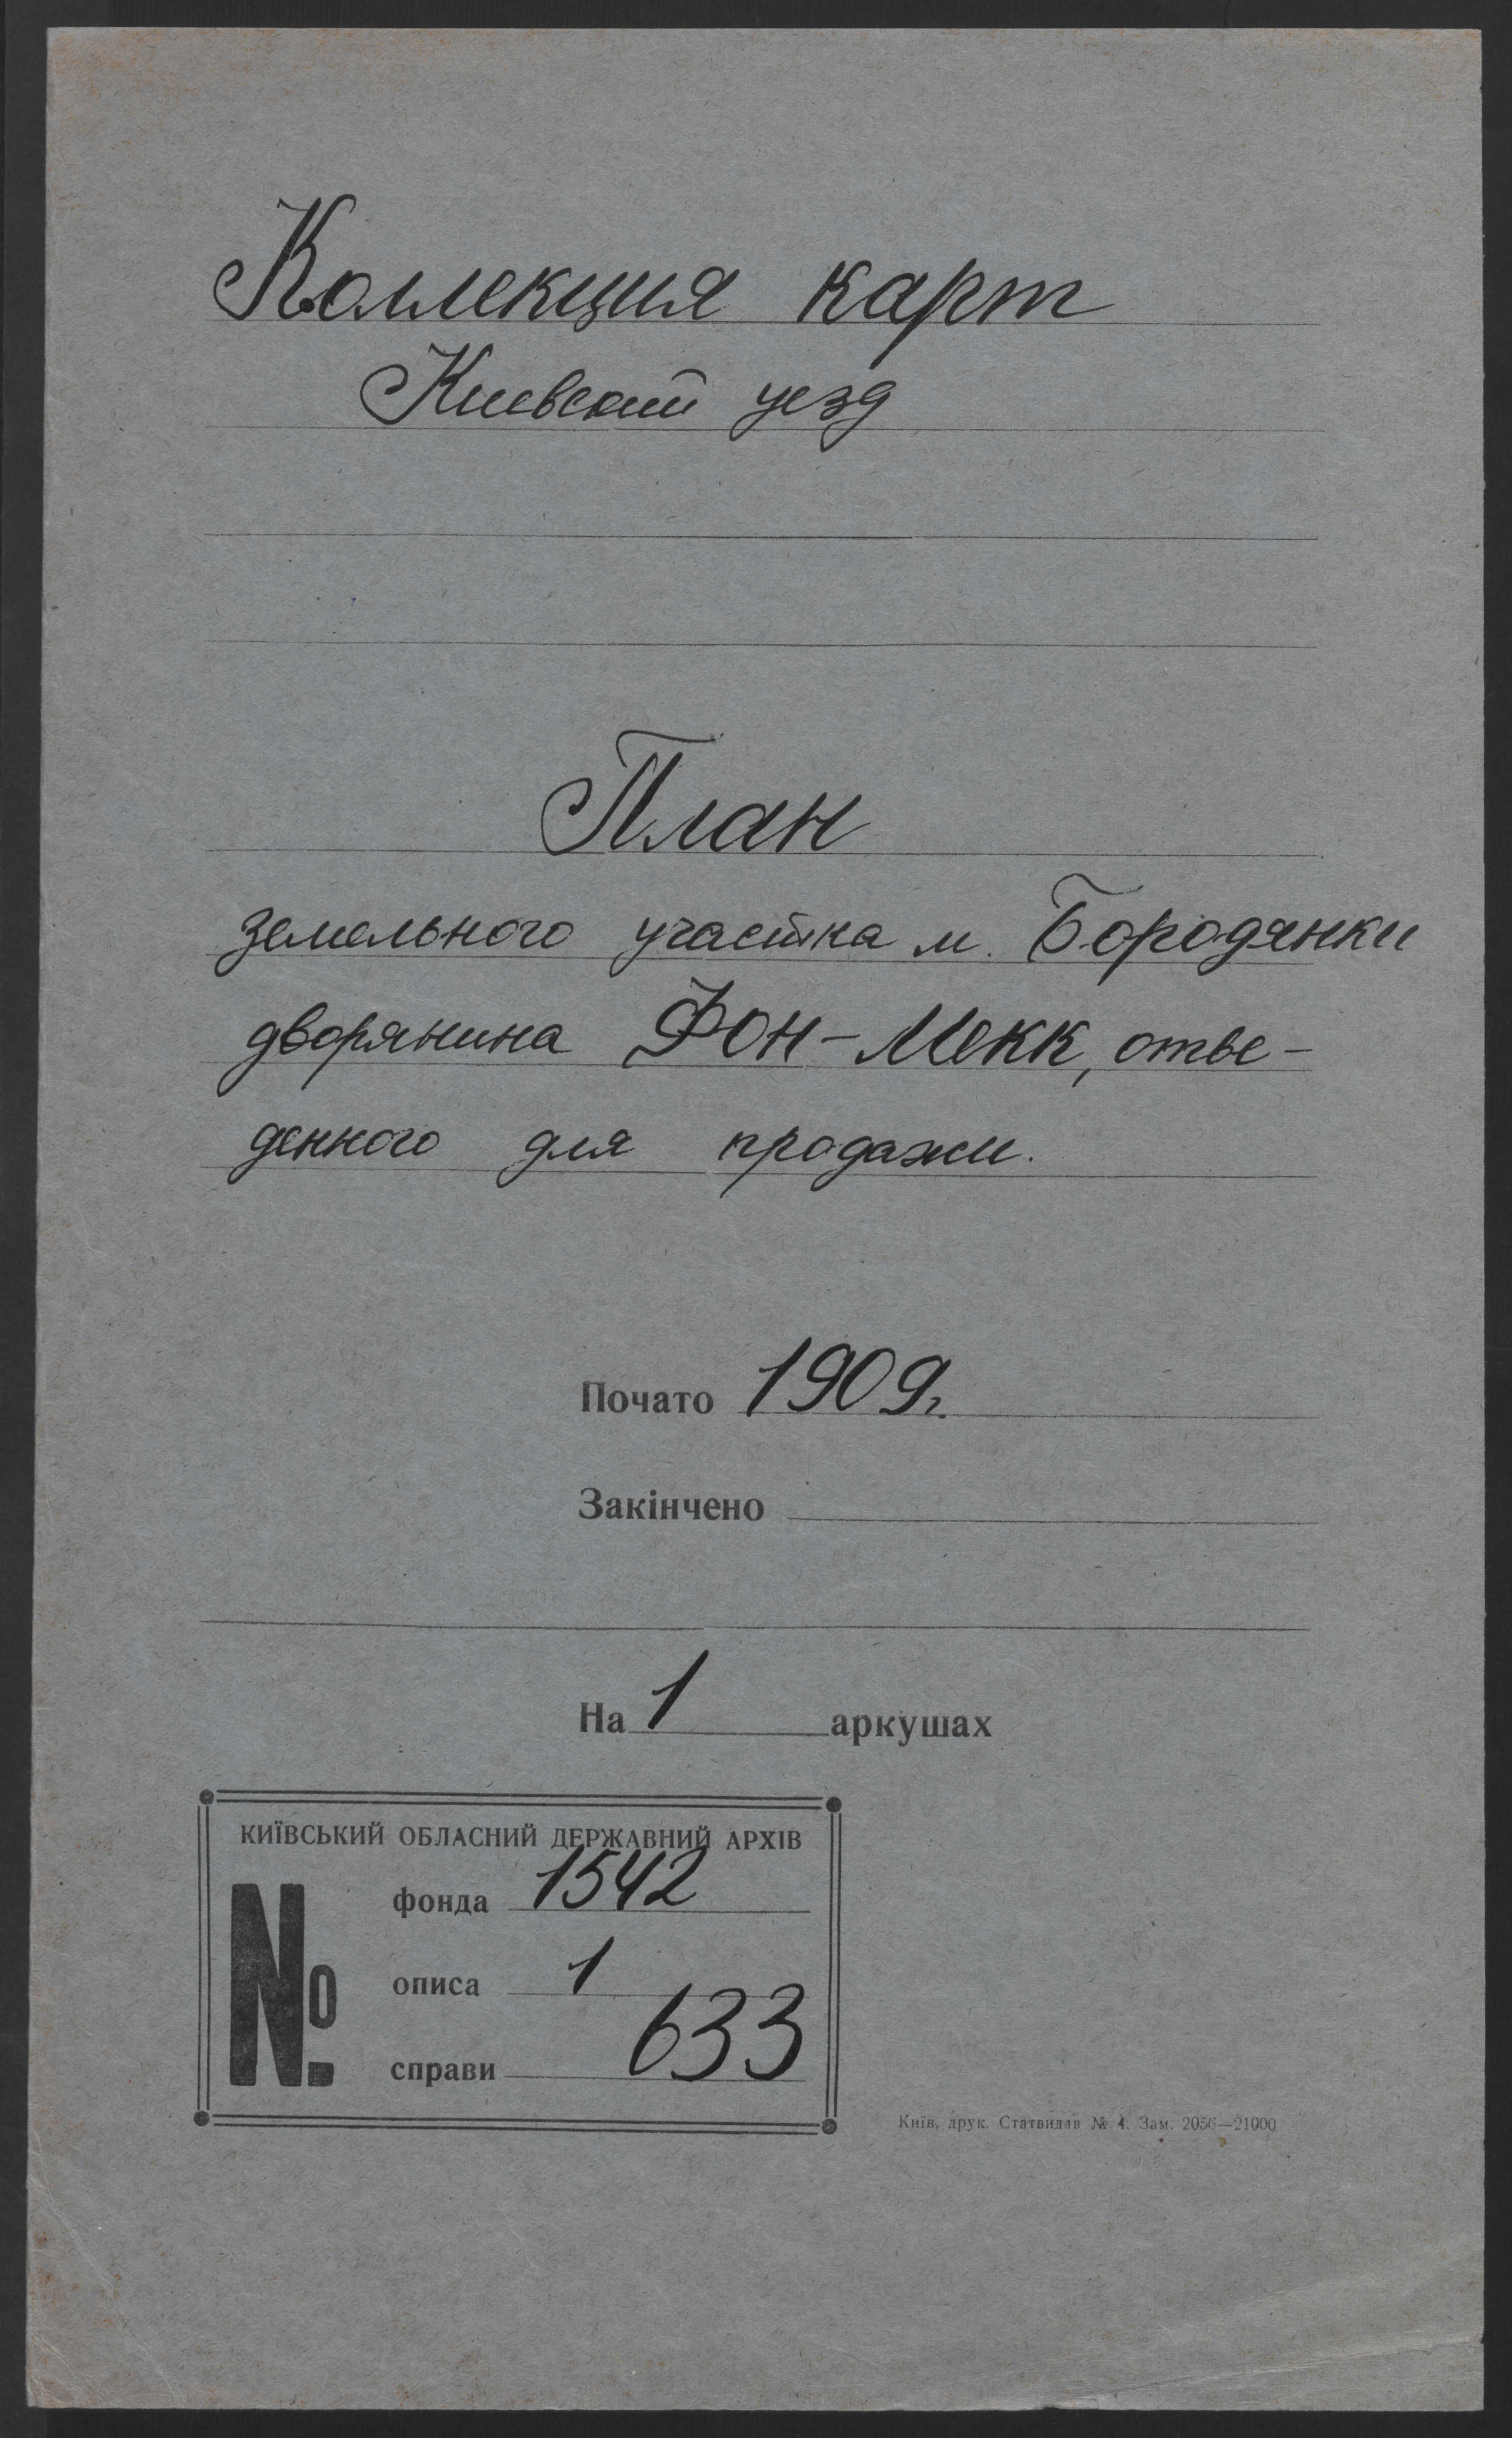 Коллекция карт
Киевский уезд
План
земельного участка м. Бородянки
дворянина Фон-Мекк, отве-
денного для продажи.
Почато 1909г.
Закінчено
На 1 аркушах
КИЇВСЬКИЙ ОБЛАСНИЙ ДЕРЖАВНИЙ АРХІВ
№
фонда 1542
описа 1
справи 633
Київ, друк. Статвидав № 4. Зам. 2056—21000